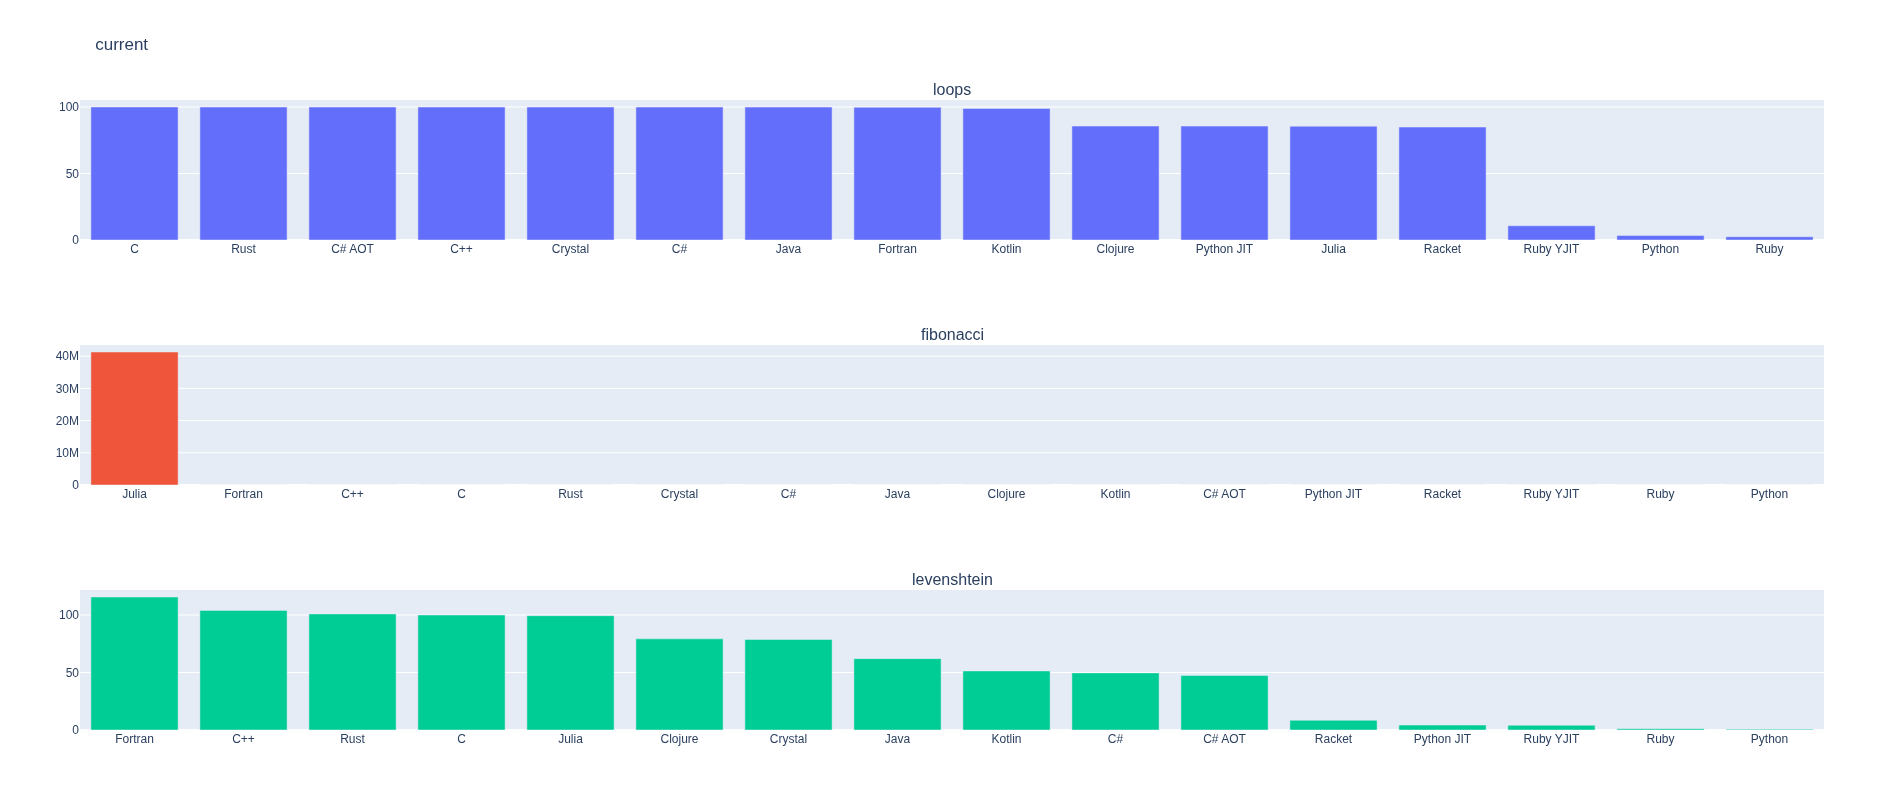 current
loops
100
50
0
C Rust C# AOT C++ Crystal C# Java Fortran Kotlin Clojure Python JIT Julia Racket Ruby YJIT Python Ruby
fibonacci
40M
30M
20M
10M
0
Julia Fortran C++ C Rust Crystal C# Java Clojure Kotlin C# AOT Python JIT Racket Ruby YJIT Ruby Python
levenshtein
100
50
0
Fortran C++ Rust C Julia Clojure Crystal Java Kotlin C# C# AOT Racket Python JIT Ruby YJIT Ruby Python